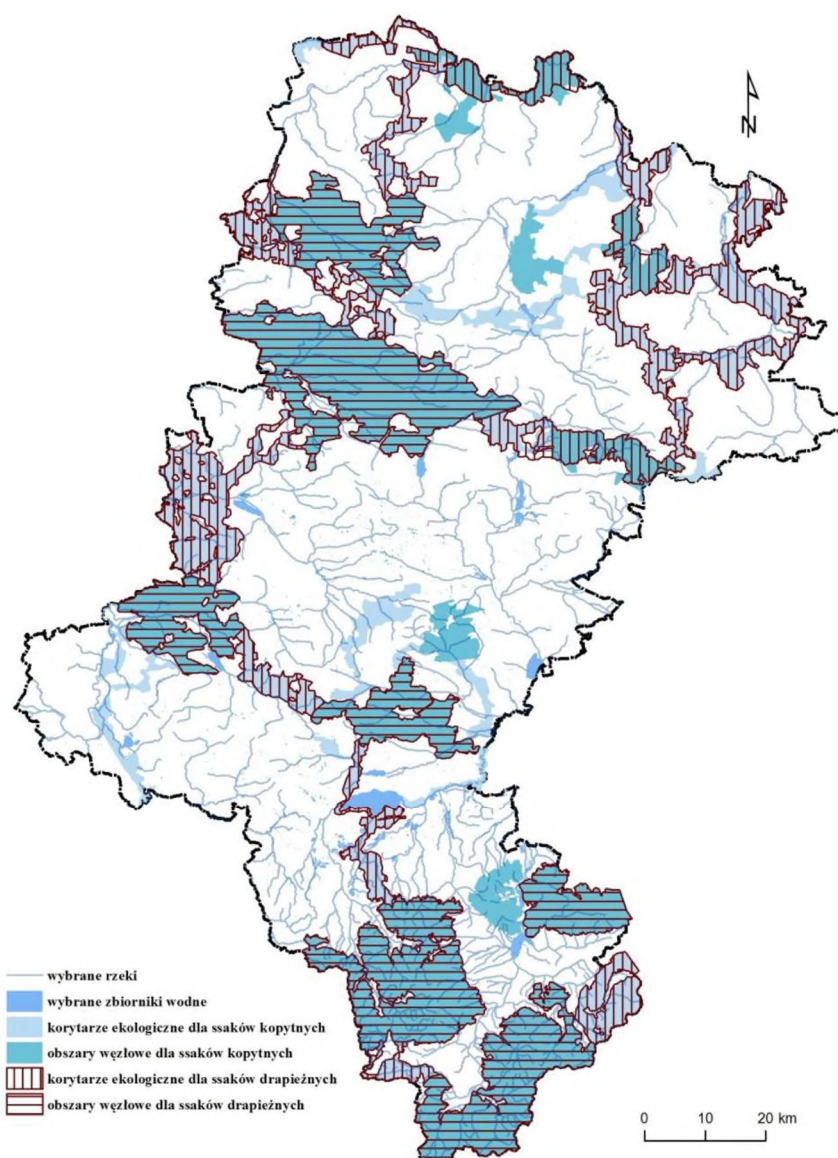 N
wybrane rzeki
wybrane zbiorniki wodne
korytarze ekologiczne dla ssaków kopytnych
obszary węzłowe dla ssaków kopytnych
korytarze ekologiczne dla ssaków drapieżnych
obszary węzłowe dla ssaków drapieżnych
0 10 20 km